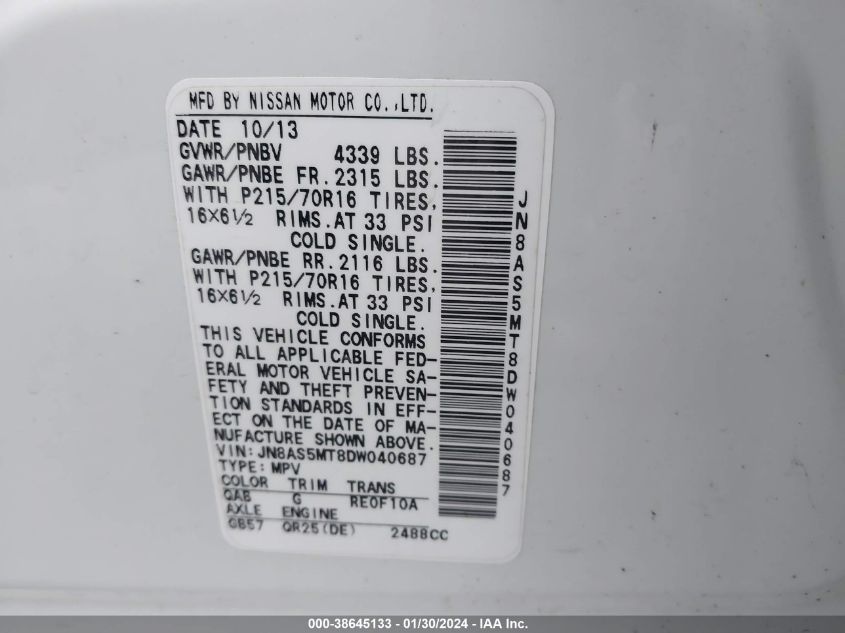 MFD BY NISSAN MOTOR CO.,LTD.
DATE 10/13
GVWR/PNBV 4339 LBS.
GAWR/PNBE FR.2315 LBS.
WITH P215/70R16 TIRES,
16X6½ RIMS.AT 33 PSI
COLD SINGLE.
GAWR/PNBE RR.2116 LBS.
WITH P215/70R16 TIRES,
16X6½ RIMS.AT 33 PSI
COLD SINGLE.
THIS VEHICLE CONFORMS
TO ALL APPLICABLE FED-
ERAL MOTOR VEHICLE SA-
FETY AND THEFT PREVEN-
TION STANDARDS IN EFF-
ECT ON THE DATE OF MA-
NUFACTURE SHOWN ABOVE.
VIN: JN8AS5MT8DW040687
TYPE: MPV
COLOR TRIM TRANS
QAB G RE0F10A
AXLE ENGINE
GB57 QR25(DE) 2488CC
JN8AS5MT8DW040687
000-38645133 - 01/30/2024 - IAA Inc.